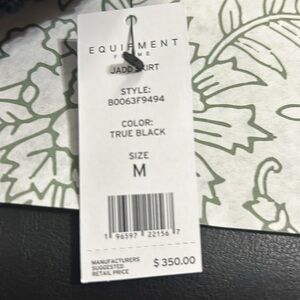 EQUIPMENT
FEMME
JADD SKIRT
STYLE:
B0063F9494
COLOR:
TRUE BLACK
SIZE
M
1 96597 22156 7
MANUFACTURERS
SUGGESTED
RETAIL PRICE
$ 350.00